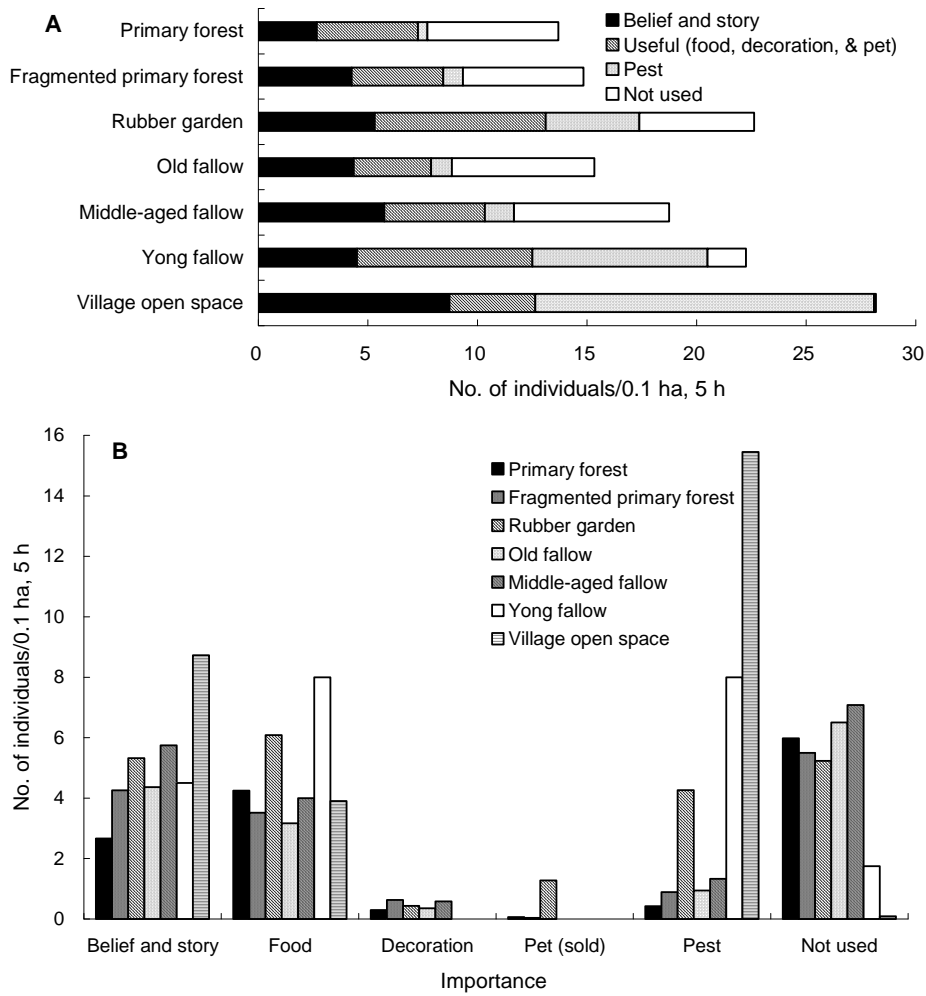 A
Belief and story
Useful (food, decoration, & pet)
Pest
Not used
Primary forest
Fragmented primary forest
Rubber garden
Old fallow
Middle-aged fallow
Yong fallow
Village open space
0 5 10 15 20 25 30
No. of individuals/0.1 ha, 5 h
B
Primary forest
Fragmented primary forest
Rubber garden
Old fallow
Middle-aged fallow
Yong fallow
Village open space
16
14
12
10
8
6
4
2
0
No. of individuals/0.1 ha, 5 h
Belief and story Food Decoration Pet (sold) Pest Not used
Importance